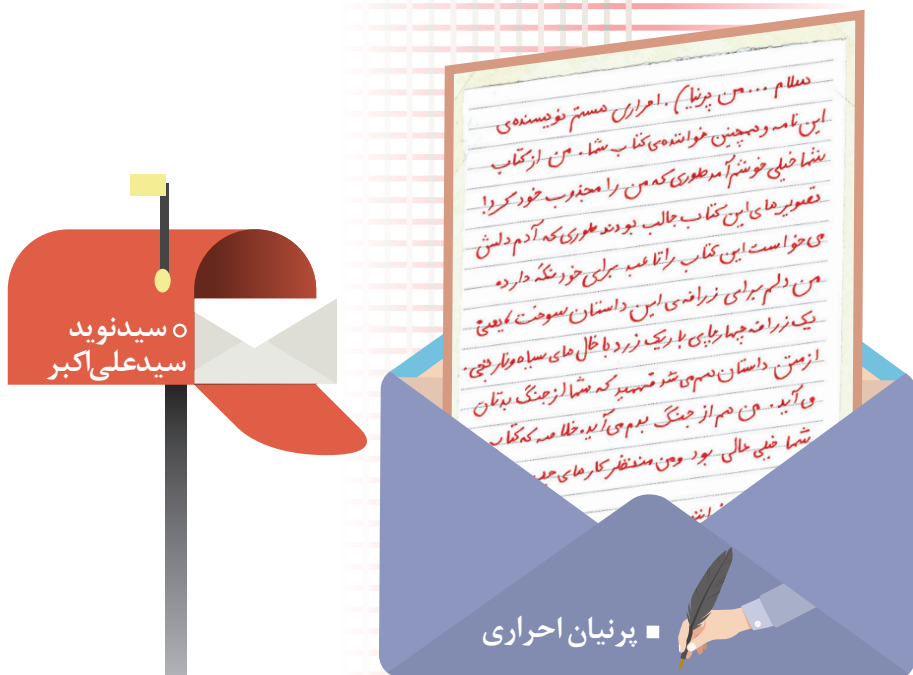 سلام ... من پرنیان احراری هستم نویسنده‌ی
این نامه و همچنین خواننده‌ی کتاب شما. من از کتاب
شما خیلی خوشم آمد طوری که من را مجذوب خود کرد!
تصویرهای این کتاب جالب بودند طوری که آدم دلش
می‌خواست این کتاب را تا ابد برای خود نگه دارد.
من دلم برای زرافه‌ی این داستان سوخت، یعنی
یک زرافه چهارپای باریک زرد با خال‌های سیاه و نارنجی.
از متن داستان هم می‌شد فهمید که شما از جنگ بدتان
می‌آید. من هم از جنگ بدم می‌آید. خلاصه که کتاب
شما خیلی عالی بود و من منتظر کارهای
سیدنوید
سیدعلی‌اکبر
پرنیان احراری